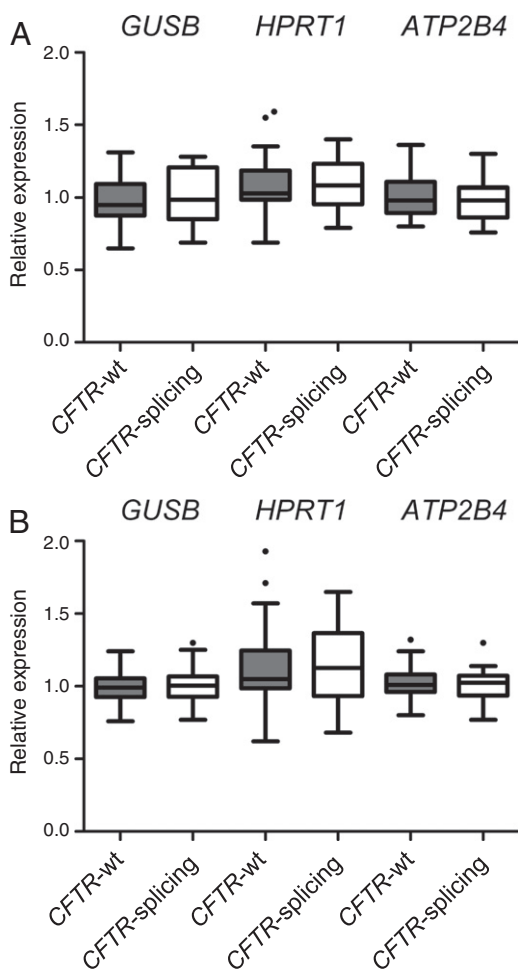 A
GUSB HPRT1 ATP2B4
2.0
1.5
1.0
0.5
0.0
Relative expression
CFTR-wt
CFTR-splicing
CFTR-wt
CFTR-splicing
CFTR-wt
CFTR-splicing
B
GUSB HPRT1 ATP2B4
2.0
1.5
1.0
0.5
0.0
Relative expression
CFTR-wt
CFTR-splicing
CFTR-wt
CFTR-splicing
CFTR-wt
CFTR-splicing